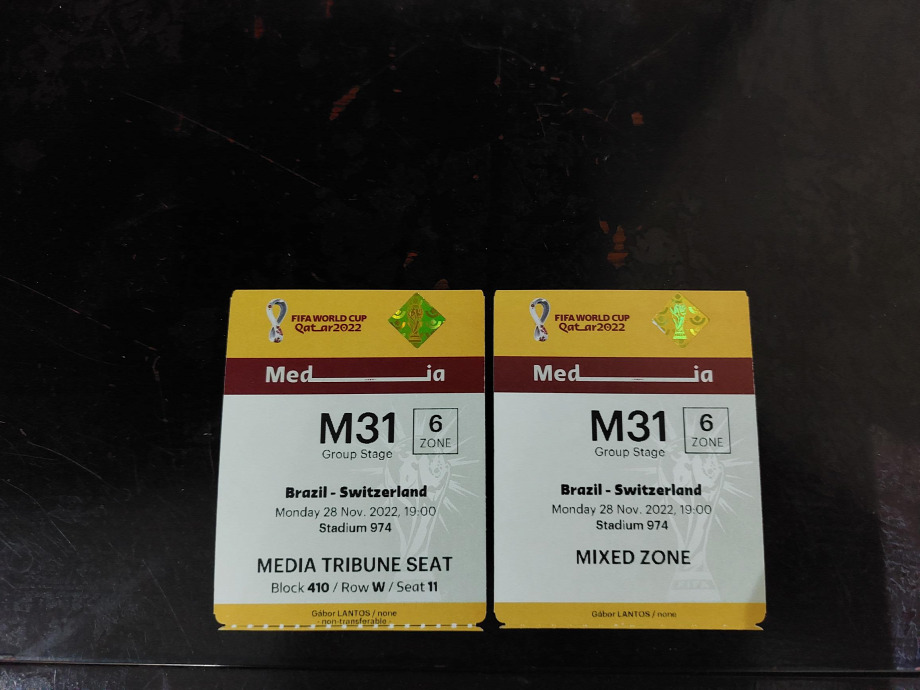 FIFA WORLD CUP
Qatar2022
Media
M31
Group Stage
6
ZONE
Brazil - Switzerland
Monday 28 Nov. 2022, 19:00
Stadium 974
MEDIA TRIBUNE SEAT
Block 410 / Row W / Seat 11
Gábor LANTOS / none
- non-transferable -
FIFA WORLD CUP
Qatar2022
Media
M31
Group Stage
6
ZONE
Brazil - Switzerland
Monday 28 Nov. 2022, 19:00
Stadium 974
MIXED ZONE
FIFA
Gábor LANTOS / none